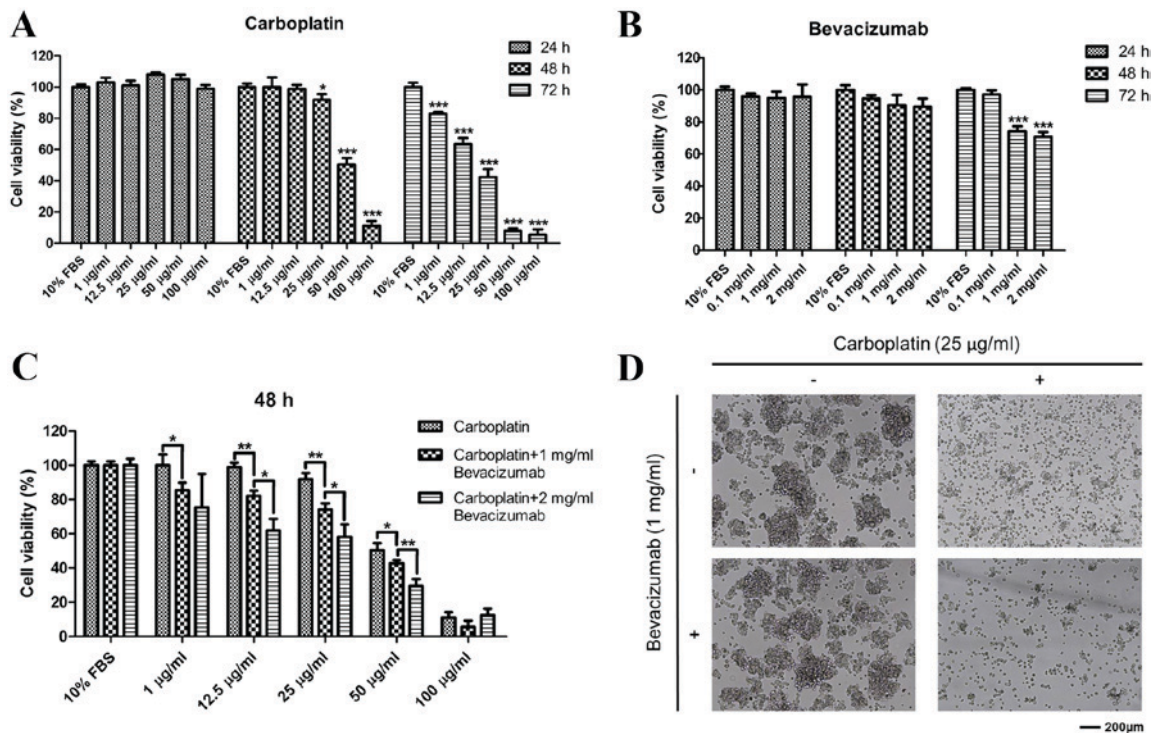 A
Carboplatin
24 h
48 h
72 h
Cell viability (%)
120
100
80
60
40
20
0
*
***
***
***
***
***
***
***
10% FBS
1 μg/ml
12.5 μg/ml
25 μg/ml
50 μg/ml
100 μg/ml
10% FBS
1 μg/ml
12.5 μg/ml
25 μg/ml
50 μg/ml
100 μg/ml
10% FBS
1 μg/ml
12.5 μg/ml
25 μg/ml
50 μg/ml
100 μg/ml
B
Bevacizumab
24 h
48 h
72 h
Cell viability (%)
120
100
80
60
40
20
0
***
***
10% FBS
0.1 mg/ml
1 mg/ml
2 mg/ml
10% FBS
0.1 mg/ml
1 mg/ml
2 mg/ml
10% FBS
0.1 mg/ml
1 mg/ml
2 mg/ml
C
48 h
Carboplatin
Carboplatin+1 mg/ml
Bevacizumab
Carboplatin+2 mg/ml
Bevacizumab
Cell viability (%)
120
100
80
60
40
20
0
*
**
*
**
*
*
**
10% FBS
1 μg/ml
12.5 μg/ml
25 μg/ml
50 μg/ml
100 μg/ml
D
Carboplatin (25 μg/ml)
-
+
Bevacizumab (1 mg/ml)
-
+
200μm